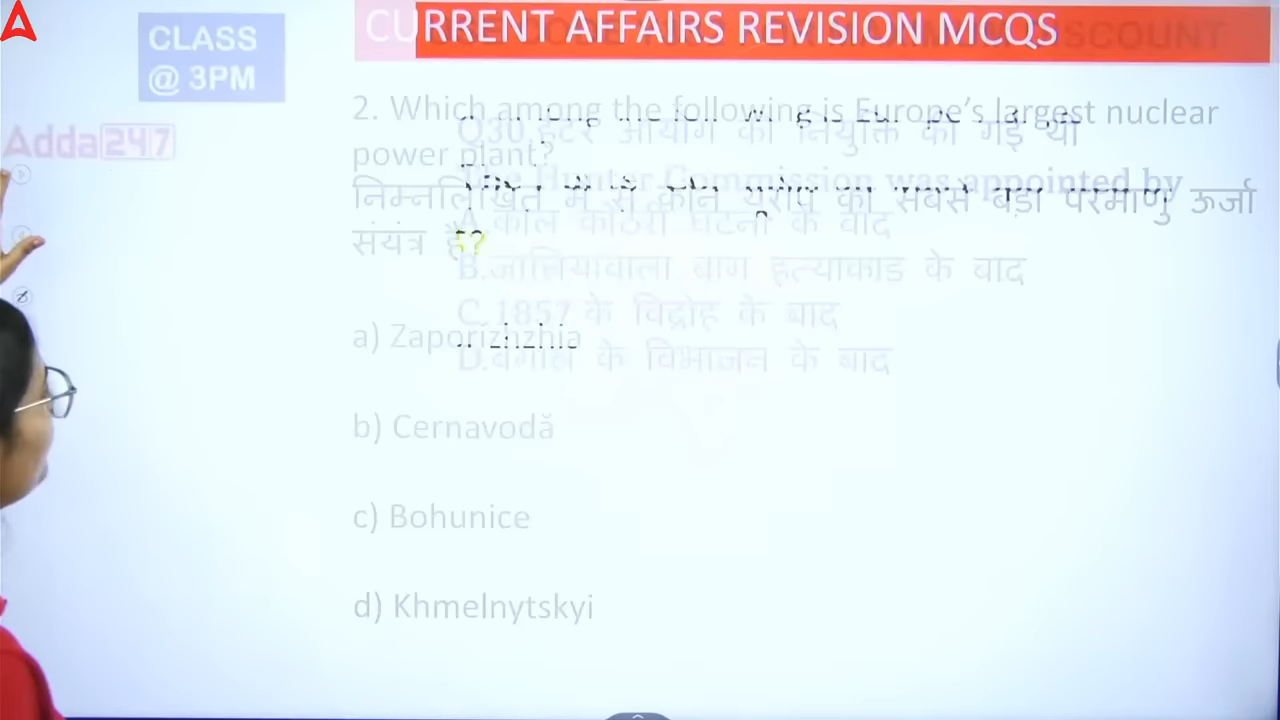 CURRENT AFFAIRS REVISION MCQS
CLASS
@ 3PM
SCOUNT
Adda247
2. Which among the following is Europe's largest nuclear
power plant?
निम्नलिखित में से कौन यूरोप का सबसे बड़ा परमाणु ऊर्जा
संयंत्र है?
a) Zaporizhzhia
b) Cernavodă
c) Bohunice
d) Khmelnytskyi
Q30.हंटर आयोग की नियुक्ति की गई थी
The Hunter Commission was appointed by
A.काल कोठरी घटना के बाद
B.जालियांवाला बाग हत्याकांड के बाद
C.1857 के विद्रोह के बाद
D.बंगाल के विभाजन के बाद